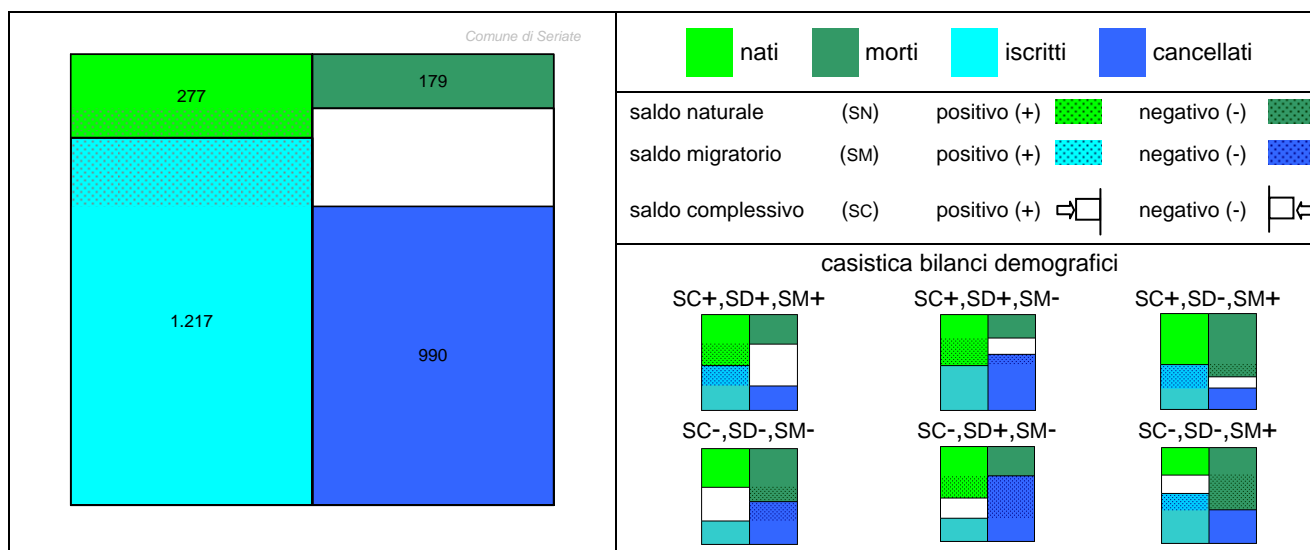 Comune di Seriate
277
179
1.217
990
nati morti iscritti cancellati
saldo naturale (SN) positivo (+) negativo (-)
saldo migratorio (SM) positivo (+) negativo (-)
saldo complessivo (SC) positivo (+) negativo (-)
casistica bilanci demografici
SC+,SD+,SM+ SC+,SD+,SM- SC+,SD-,SM+
SC-,SD-,SM- SC-,SD+,SM- SC-,SD-,SM+